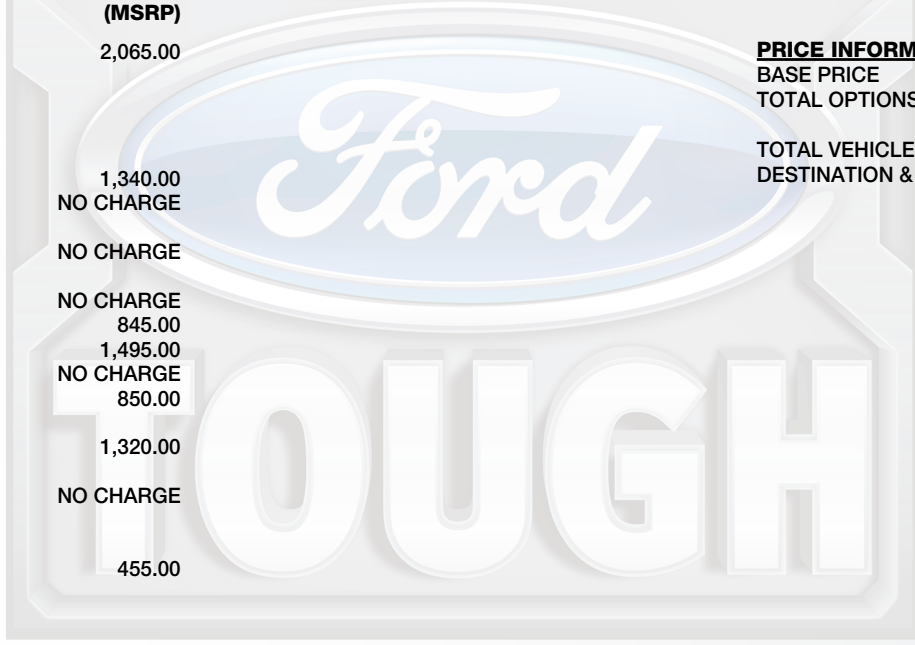 (MSRP)
2,065.00
1,340.00
NO CHARGE
NO CHARGE
NO CHARGE
845.00
1,495.00
NO CHARGE
850.00
1,320.00
NO CHARGE
455.00
PRICE INFORM
BASE PRICE
TOTAL OPTIONS
TOTAL VEHICLE
DESTINATION &
Ford
TOUGH